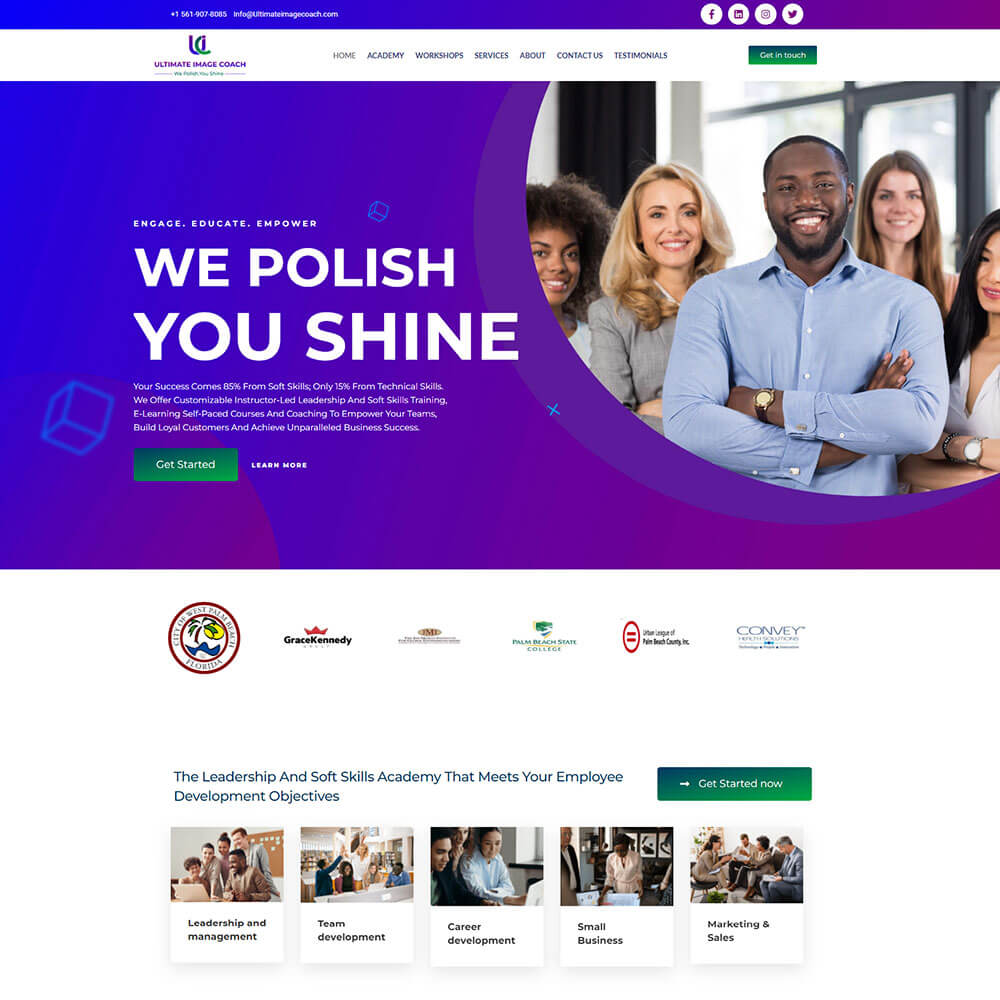 +1 561-907-8085 Info@Ultimateimagecoach.com
UCI
ULTIMATE IMAGE COACH
We Polish You Shine
HOME ACADEMY WORKSHOPS SERVICES ABOUT CONTACT US TESTIMONIALS
Get in touch
ENGAGE. EDUCATE. EMPOWER
WE POLISH
YOU SHINE
Your Success Comes 85% From Soft Skills; Only 15% From Technical Skills.
We Offer Customizable Instructor-Led Leadership And Soft Skills Training,
E-Learning Self-Paced Courses And Coaching To Empower Your Teams,
Build Loyal Customers And Achieve Unparalleled Business Success.
Get Started LEARN MORE
CITY OF WEST PALM BEACH
FLORIDA
GraceKennedy
GROUP
PALM BEACH STATE
COLLEGE
Urban League of
Palm Beach County, Inc.
CONVEY™
HEALTH SOLUTIONS
Technology People Innovation
The Leadership And Soft Skills Academy That Meets Your Employee
Development Objectives
Get Started now
Leadership and
management
Team
development
Career
development
Small
Business
Marketing &
Sales